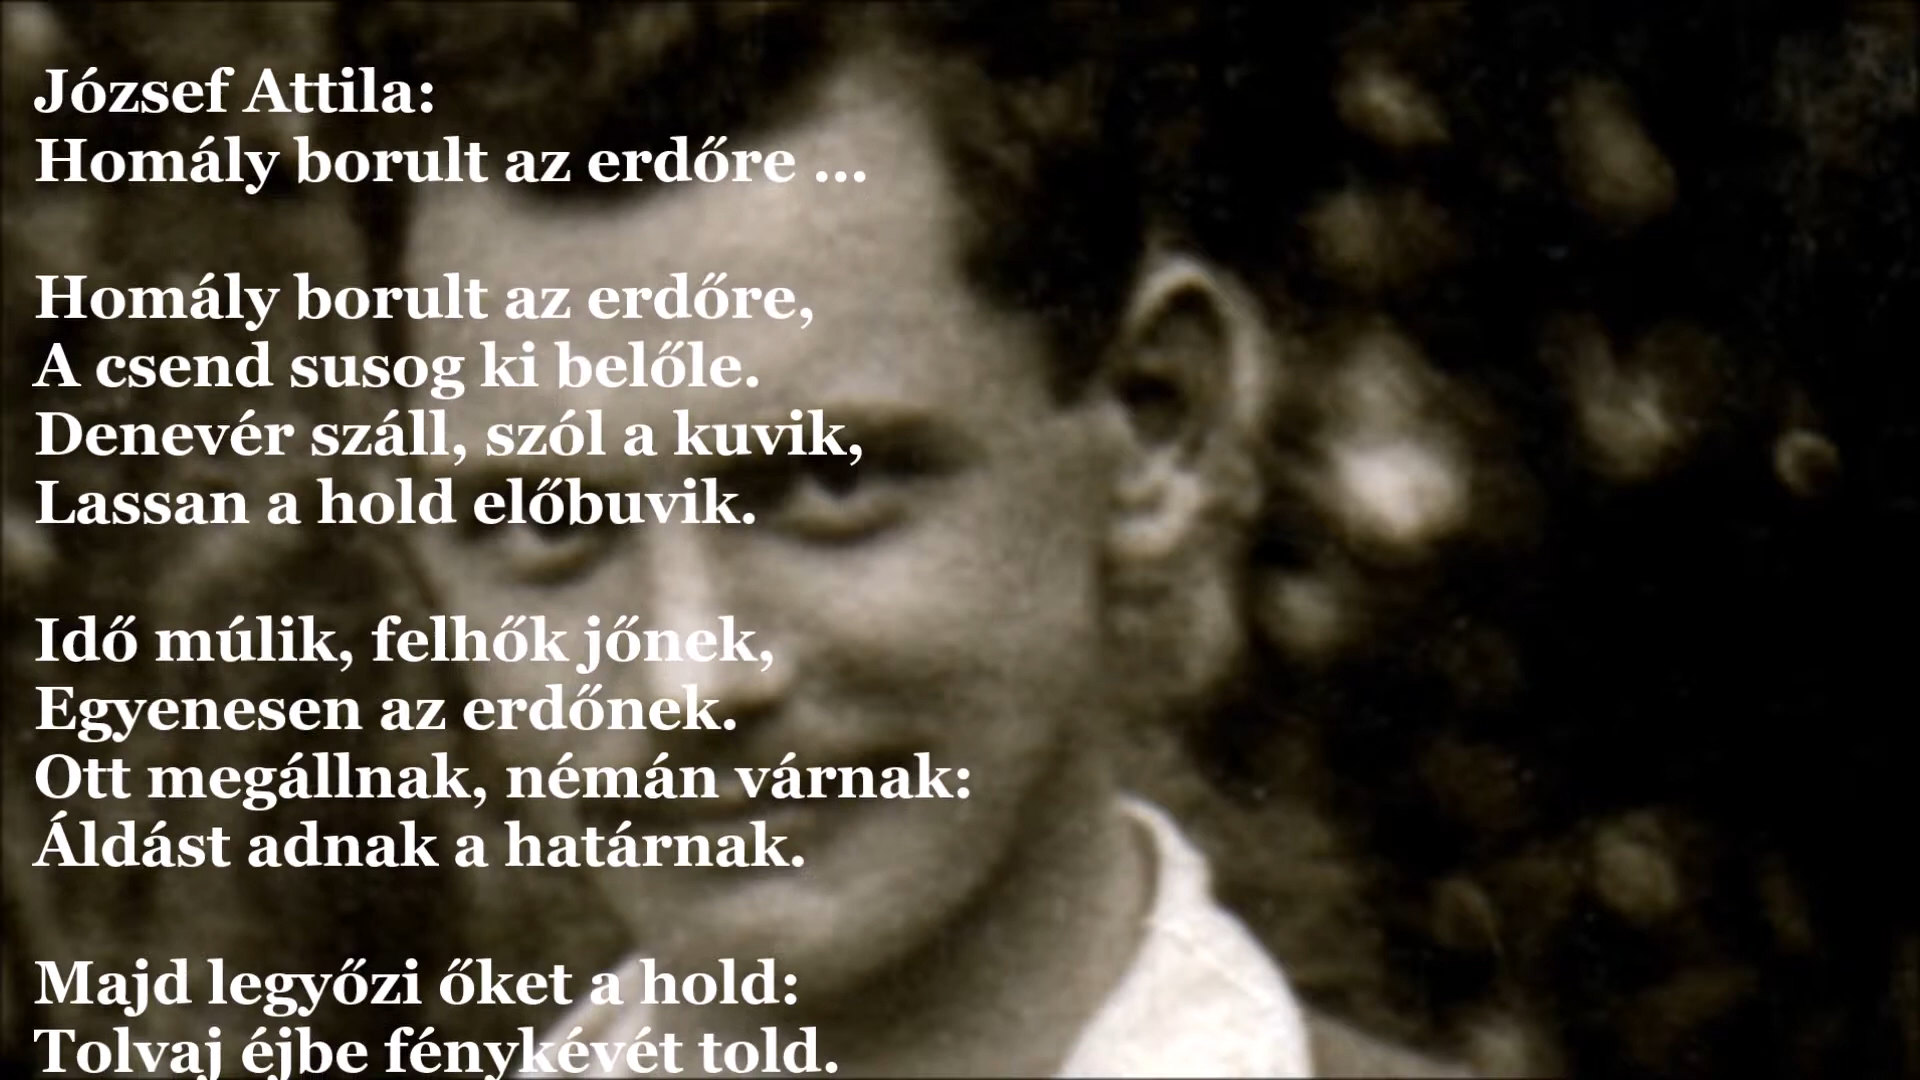 József Attila:
Homály borult az erdőre ...
Homály borult az erdőre,
A csend susog ki belőle.
Denevér száll, szól a kuvik,
Lassan a hold előbuvik.
Idő múlik, felhők jőnek,
Egyenesen az erdőnek.
Ott megállnak, némán várnak:
Áldást adnak a határnak.
Majd legyőzi őket a hold:
Tolvaj éjbe fénykévét told.